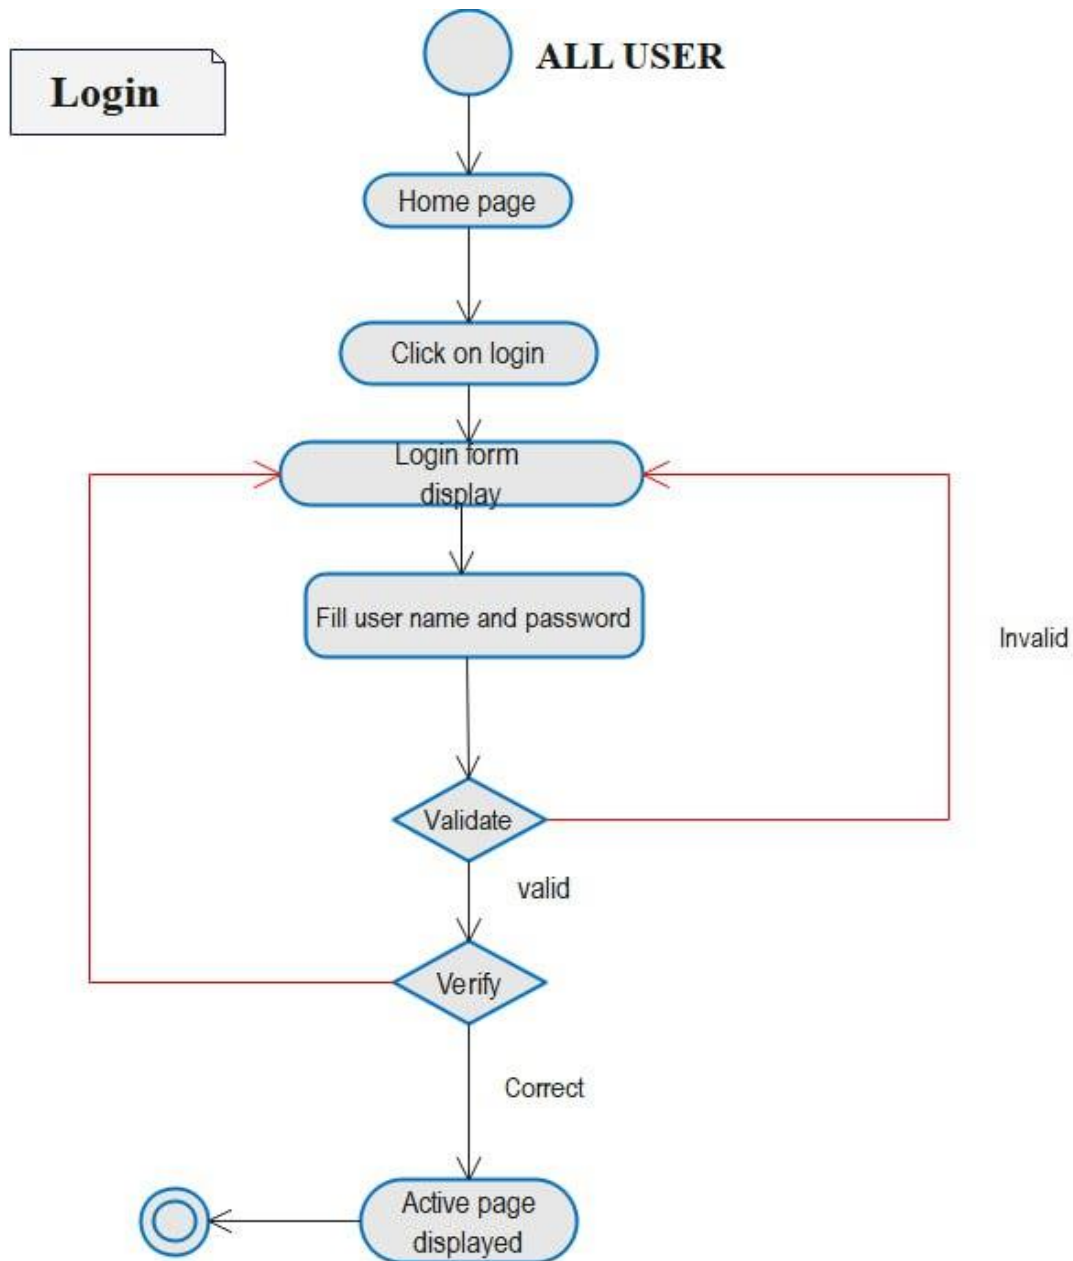 ALL USER
Login
Home page
Click on login
Login form
display
Fill user name and password
Invalid
Validate
valid
Verify
Correct
Active page
displayed